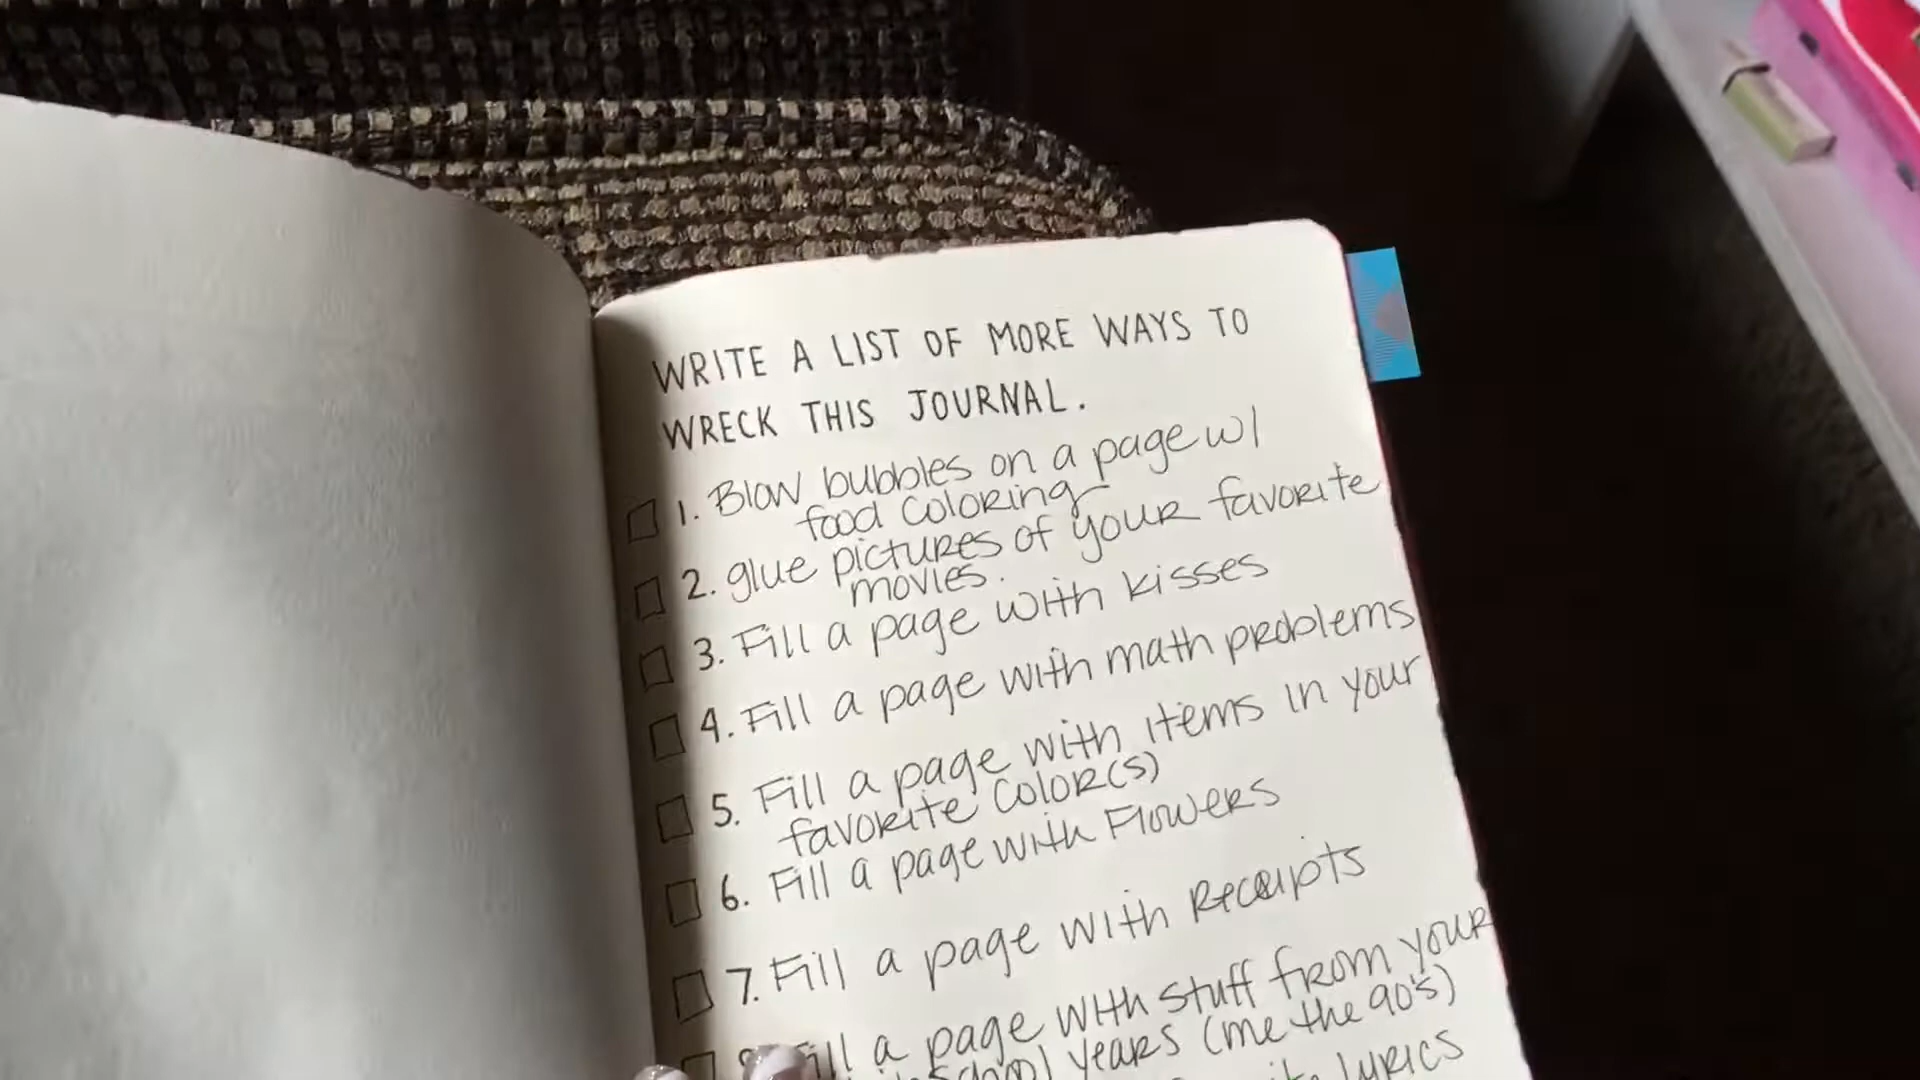 WRITE A LIST OF MORE WAYS TO
WRECK THIS JOURNAL.
1. Blow bubbles on a page w/
food coloring
2. glue pictures of your favorite
movies.
3. Fill a page with kisses
4. Fill a page with math problems
5. Fill a page with items in your
favorite color(s)
6. Fill a page with Flowers
7. Fill a page with Receipts
a page with stuff from your
years (me the 90's)
lyrics